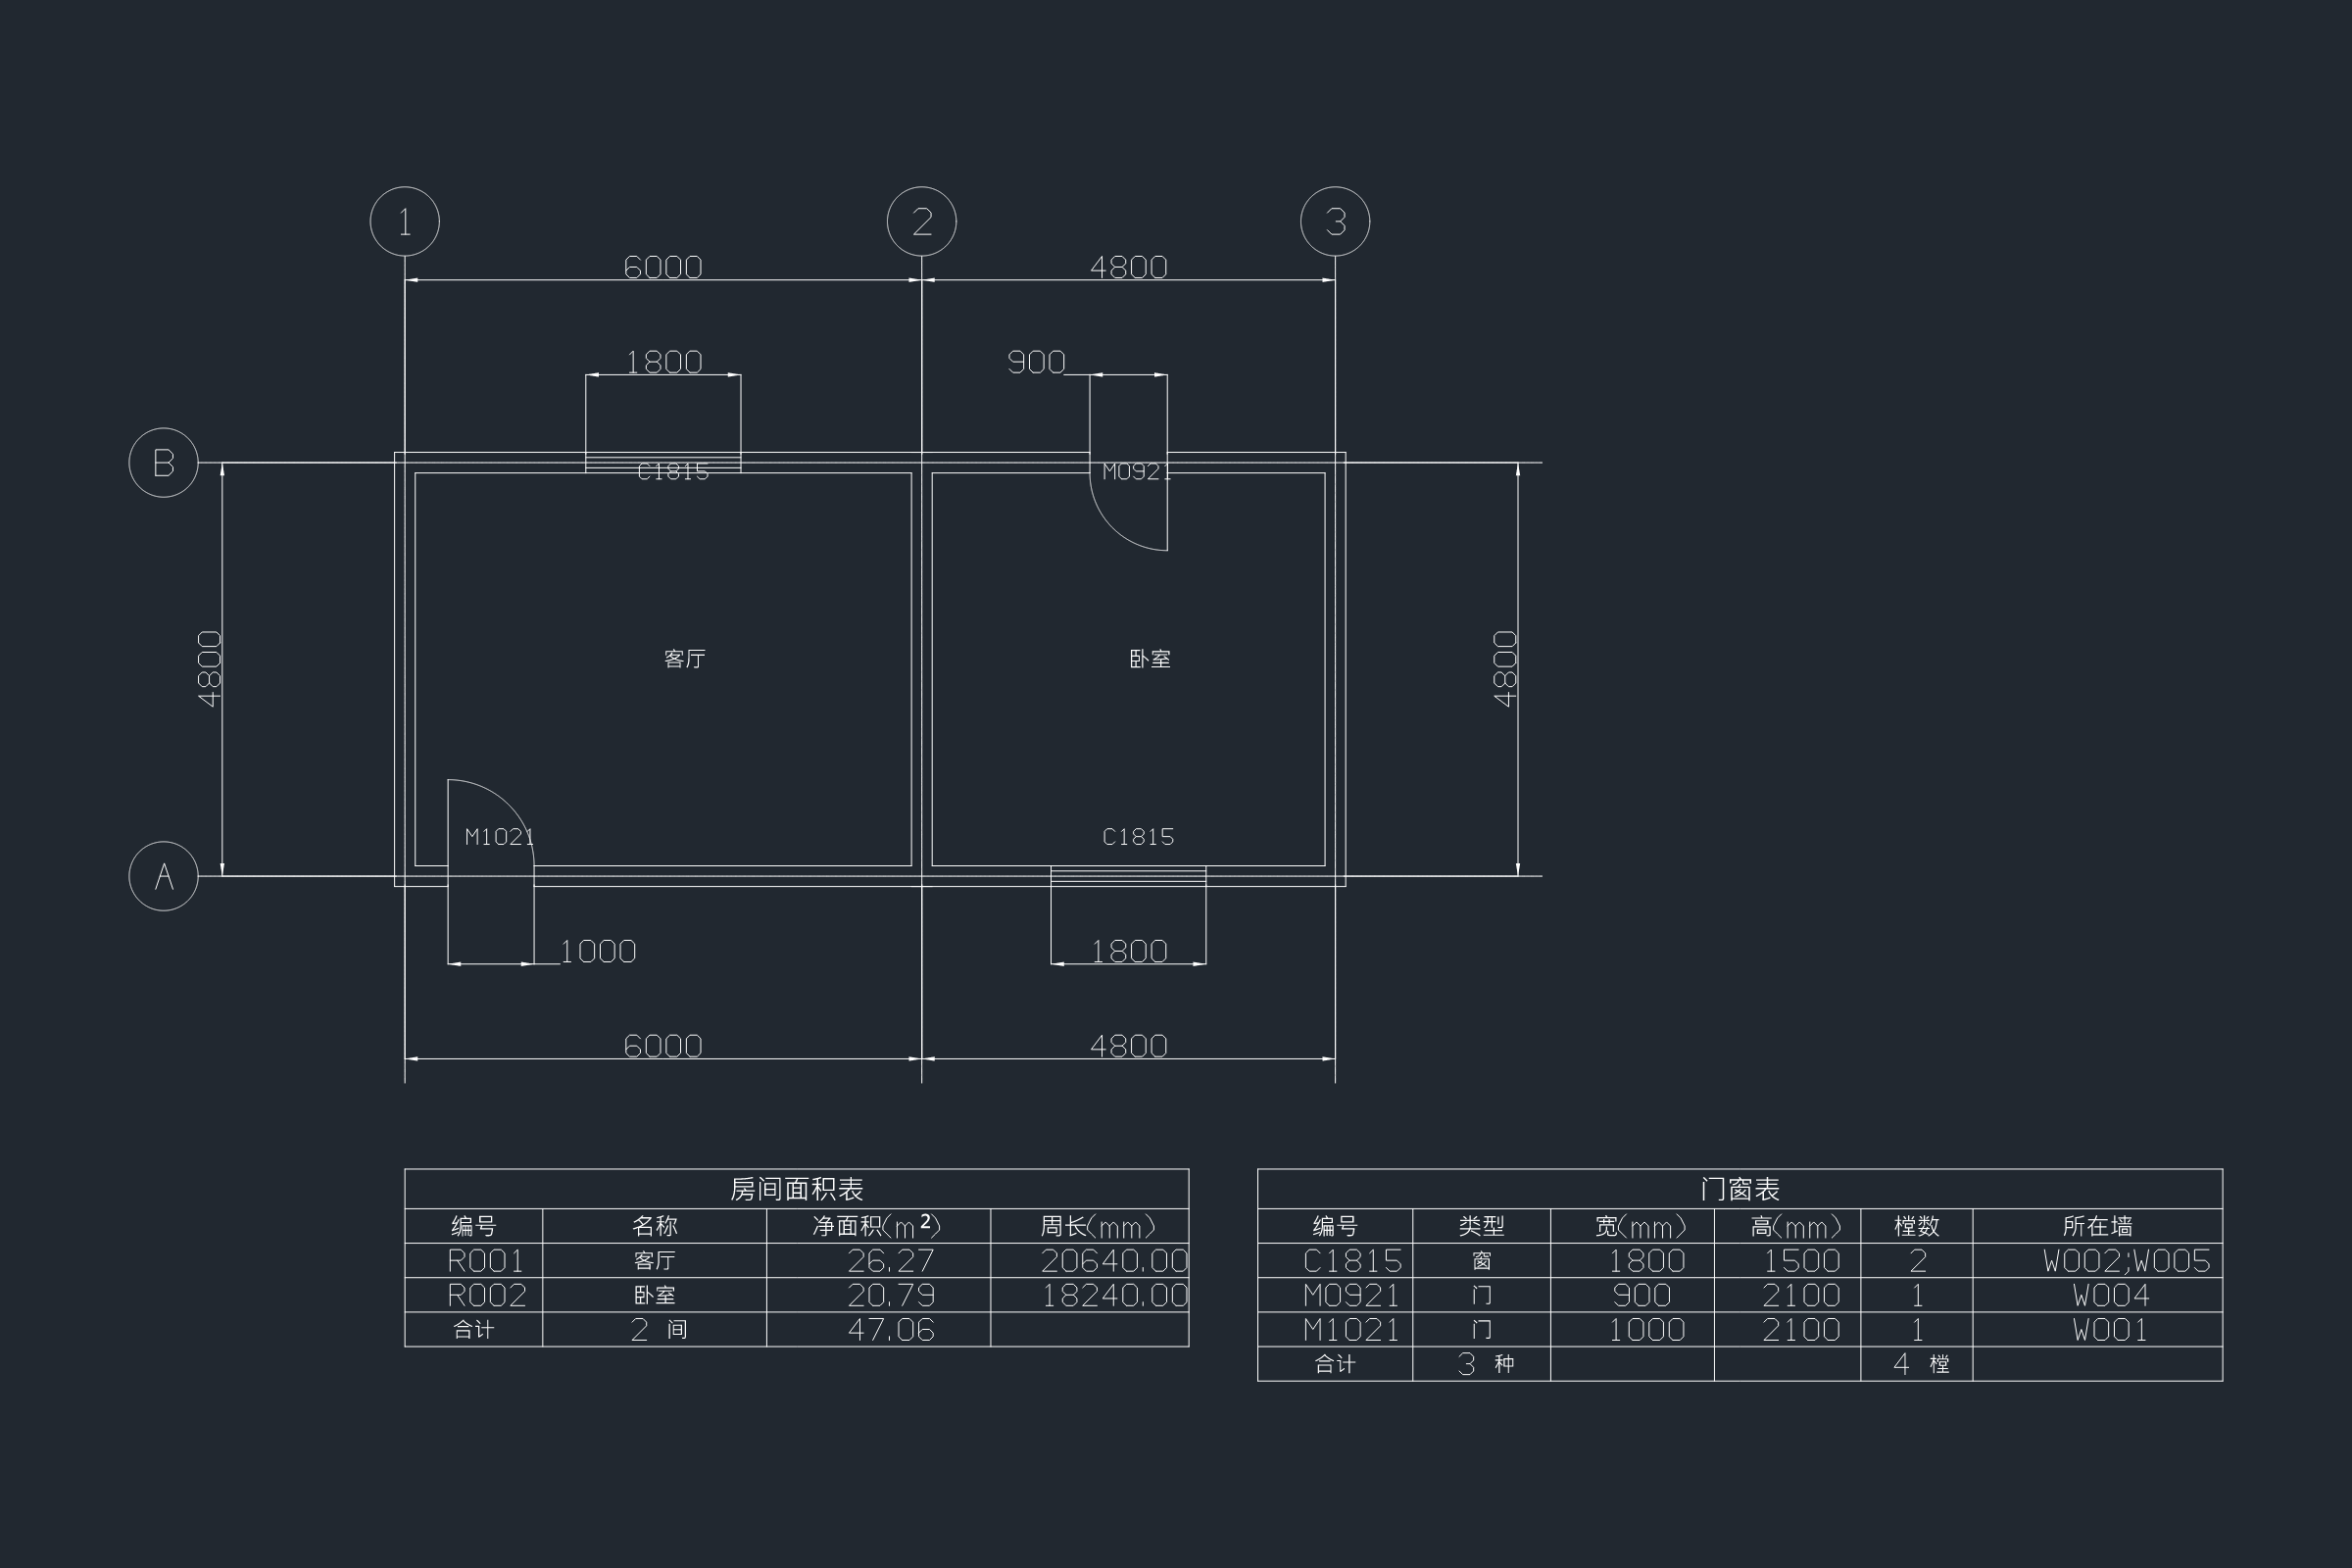 1 2 3
6000 4800
1800 900
B
C1815 M0921
4800 客厅 卧室 4800
M1021 C1815
A
1000 1800
6000 4800
房间面积表
编号 名称 净面积(m²) 周长(mm)
R001 客厅 26.27 20640.00
R002 卧室 20.79 18240.00
合计 2 间 47.06
门窗表
编号 类型 宽(mm) 高(mm) 樘数 所在墙
C1815 窗 1800 1500 2 W002;W005
M0921 门 900 2100 1 W004
M1021 门 1000 2100 1 W001
合计 3 种 4 樘